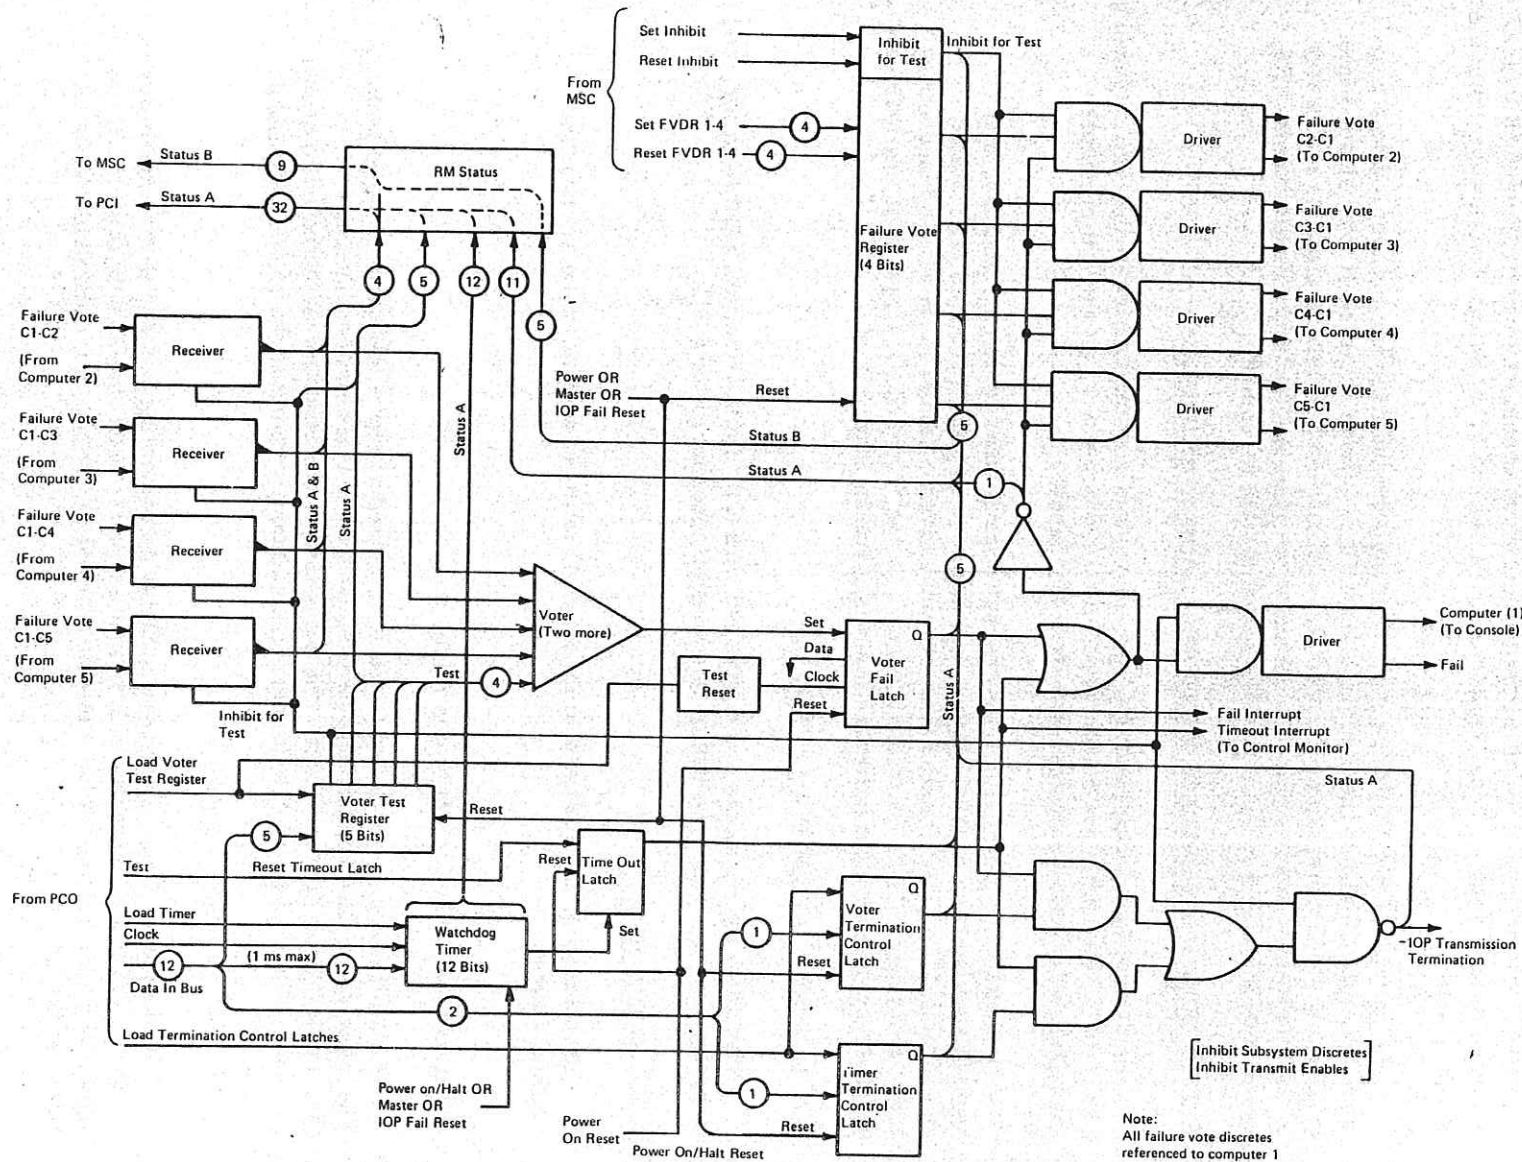 Set Inhibit
Reset Inhibit
From
MSC
Set FVDR 1-4
4
Reset FVDR 1-4
4
Inhibit
for Test
Inhibit for Test
Failure Vote
Register
(4 Bits)
Driver
Failure Vote
C2-C1
(To Computer 2)
Driver
Failure Vote
C3-C1
(To Computer 3)
Driver
Failure Vote
C4-C1
(To Computer 4)
Driver
Failure Vote
C5-C1
(To Computer 5)
To MSC
Status B
9
To PCI
Status A
32
RM Status
4
5
12
11
5
Failure Vote
C1-C2
(From
Computer 2)
Receiver
Failure Vote
C1-C3
(From
Computer 3)
Receiver
Failure Vote
C1-C4
(From
Computer 4)
Receiver
Failure Vote
C1-C5
(From
Computer 5)
Receiver
Status A & B
Status A
Status A
Power OR
Master OR
IOP Fail Reset
Reset
5
Status B
Status A
1
5
Voter
(Two more)
Test
4
Set
Data
Clock
Reset
Q
Voter
Fail
Latch
Test
Reset
Status A
Driver
Computer (1)
(To Console)
Fail
Fail Interrupt
Timeout Interrupt
(To Control Monitor)
Status A
Inhibit for
Test
Load Voter
Test Register
Voter Test
Register
(5 Bits)
Reset
5
Test
Reset Timeout Latch
Reset
Time Out
Latch
Set
From PCO
Load Timer
Clock
12
(1 ms max)
12
Data In Bus
Watchdog
Timer
(12 Bits)
2
Load Termination Control Latches
Q
Voter
Termination
Control
Latch
1
Reset
Q
Timer
Termination
Control
Latch
1
Reset
-IOP Transmission
Termination
Inhibit Subsystem Discretes
Inhibit Transmit Enables
Power on/Halt OR
Master OR
IOP Fail Reset
Power
On Reset
Power On/Halt Reset
Note:
All failure vote discretes
referenced to computer 1